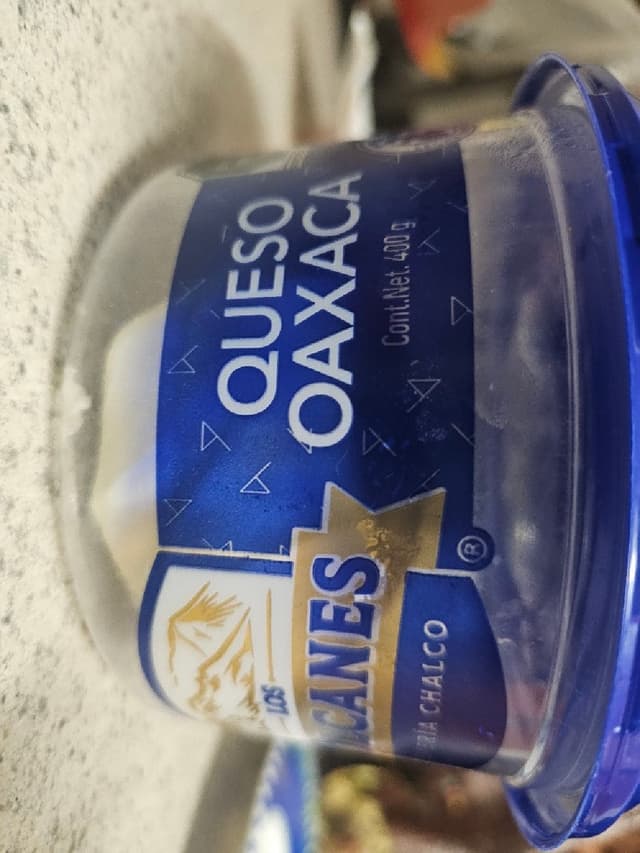 LOS
CANES
CHALCO
®
QUESO
OAXACA
Cont.Net. 400 g